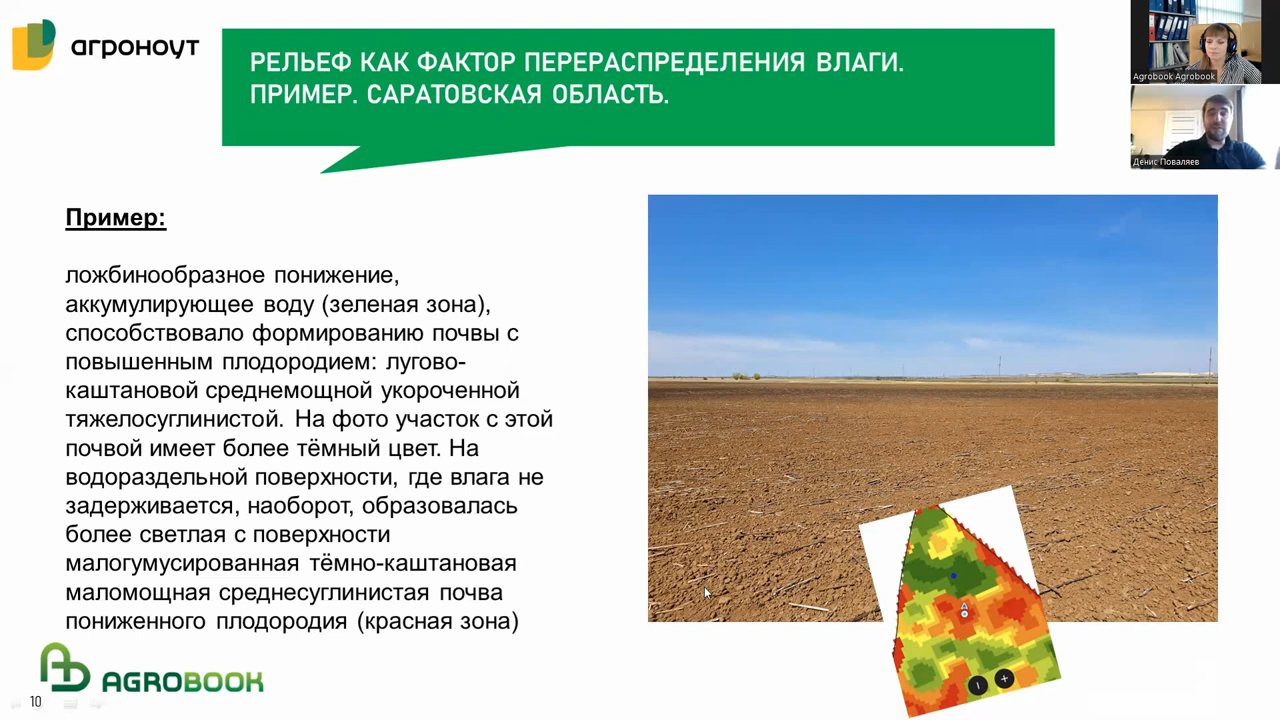 агроноут
РЕЛЬЕФ КАК ФАКТОР ПЕРЕРАСПРЕДЕЛЕНИЯ ВЛАГИ.
ПРИМЕР. САРАТОВСКАЯ ОБЛАСТЬ.
Agrobook Agrobook
Денис Поваляев
Пример:
ложбинообразное понижение,
аккумулирующее воду (зеленая зона),
способствовало формированию почвы с
повышенным плодородием: лугово-
каштановой среднемощной укороченной
тяжелосуглинистой. На фото участок с этой
почвой имеет более тёмный цвет. На
водораздельной поверхности, где влага не
задерживается, наоборот, образовалась
более светлая с поверхности
малогумусированная тёмно-каштановая
маломощная среднесуглинистая почва
пониженного плодородия (красная зона)
AGROBOOK
10